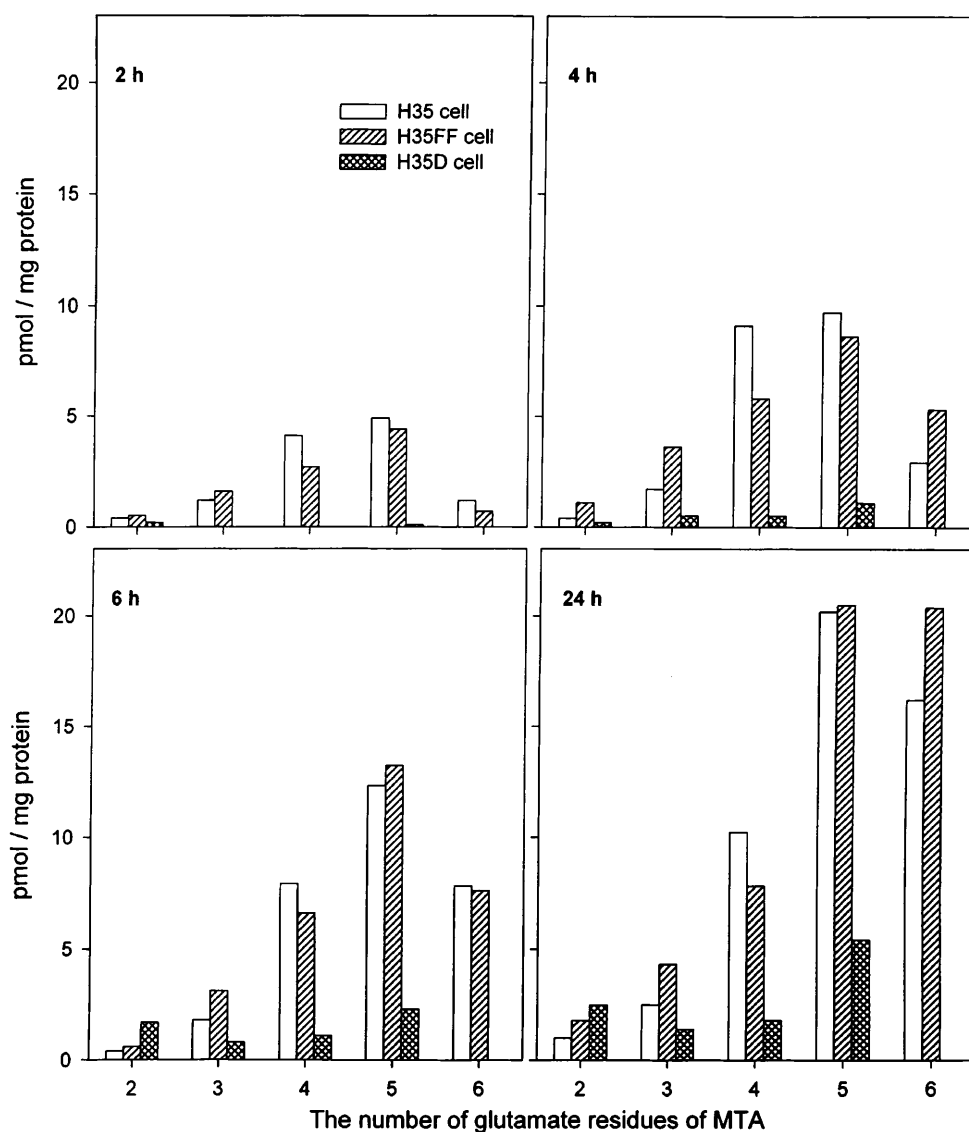 2 h
4 h
H35 cell
H35FF cell
H35D cell
20
15
10
5
0
pmol / mg protein
6 h
24 h
20
15
10
5
0
pmol / mg protein
2 3 4 5 6 2 3 4 5 6
The number of glutamate residues of MTA